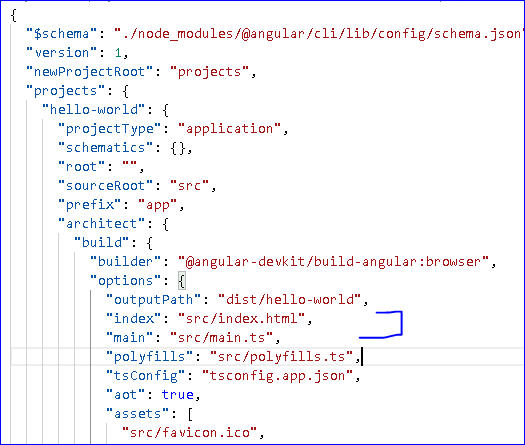 {
"$schema": "./node_modules/@angular/cli/lib/config/schema.json"
"version": 1,
"newProjectRoot": "projects",
"projects": {
"hello-world": {
"projectType": "application",
"schematics": {},
"root": "",
"sourceRoot": "src",
"prefix": "app",
"architect": {
"build": {
"builder": "@angular-devkit/build-angular:browser",
"options": {
"outputPath": "dist/hello-world",
"index": "src/index.html",
"main": "src/main.ts",
"polyfills": "src/polyfills.ts",
"tsConfig": "tsconfig.app.json",
"aot": true,
"assets": [
"src/favicon.ico",